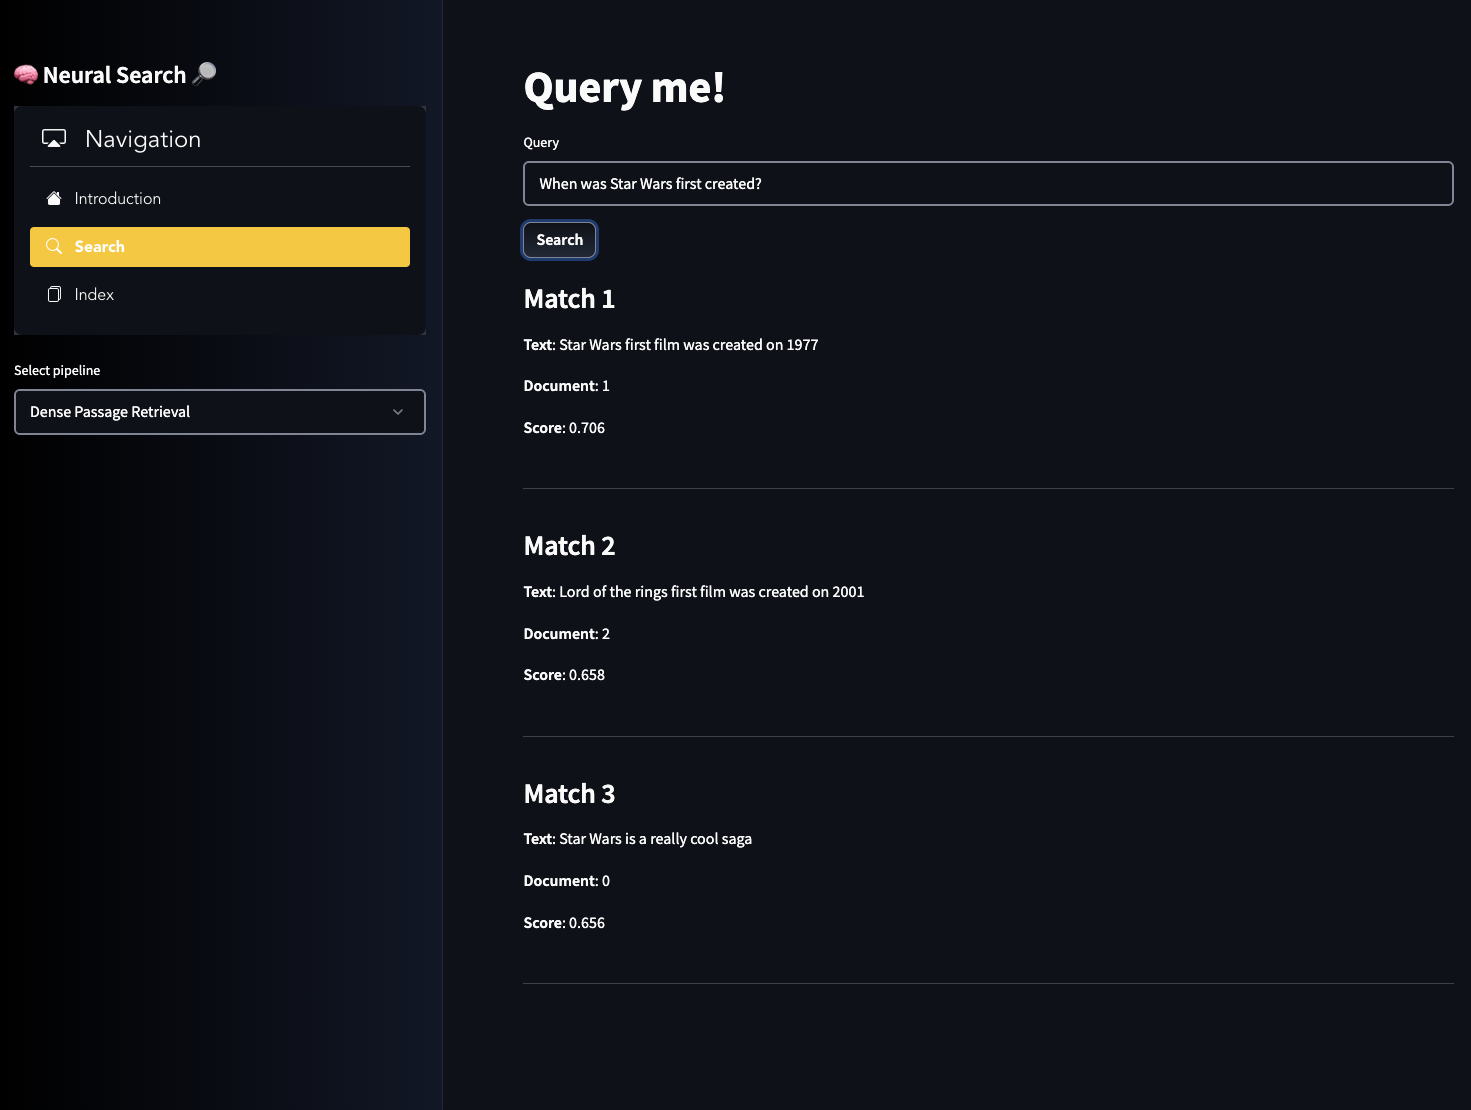 Neural Search
Navigation
Introduction
Search
Index
Select pipeline
Dense Passage Retrieval
Query me!
Query
When was Star Wars first created?
Search
Match 1
Text: Star Wars first film was created on 1977
Document: 1
Score: 0.706
Match 2
Text: Lord of the rings first film was created on 2001
Document: 2
Score: 0.658
Match 3
Text: Star Wars is a really cool saga
Document: 0
Score: 0.656